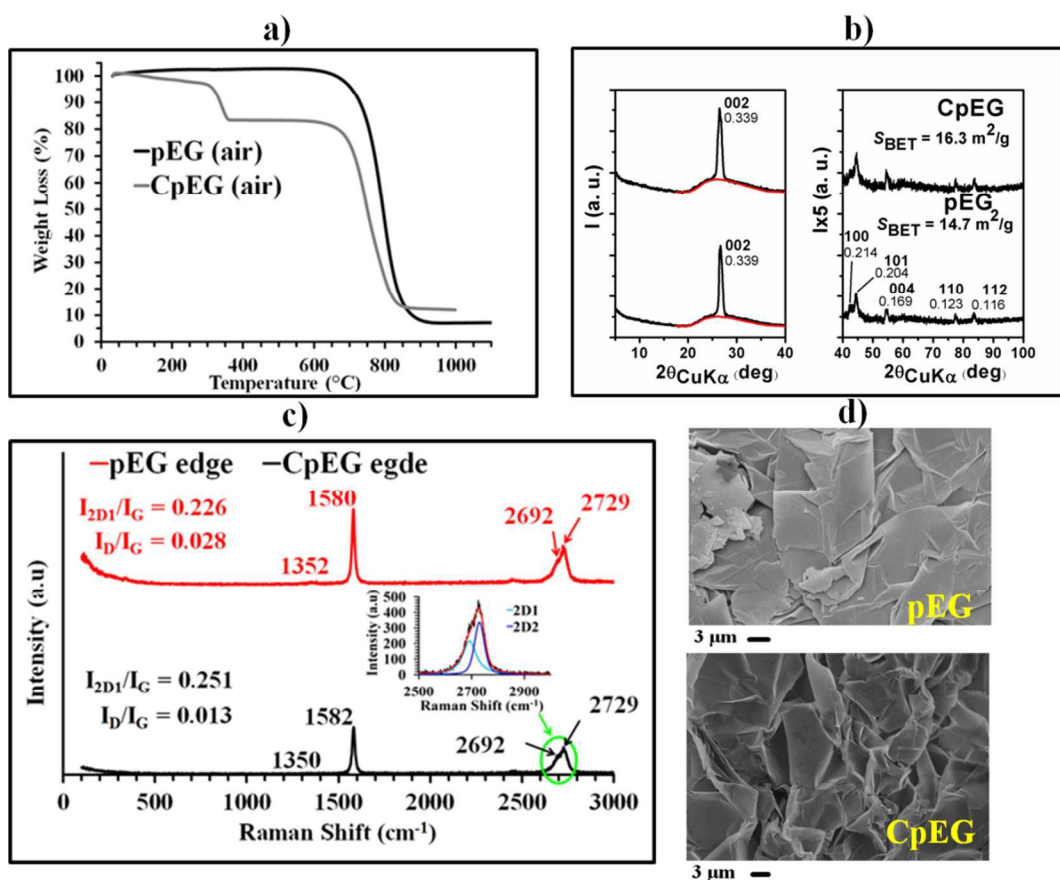 a)
100
90
80
70
60
50
40
30
20
10
0
Weight Loss (%)
pEG (air)
CpEG (air)
0 200 400 600 800 1000
Temperature (°C)
b)
I (a. u.)
002
0.339
002
0.339
10 20 30 40
2θCuKα (deg)
Ix5 (a. u.)
CpEG
SBET = 16.3 m²/g
pEG
SBET = 14.7 m²/g
100
0.214
101
0.204
004
0.169
110
0.123
112
0.116
40 50 60 70 80 90 100
2θCuKα (deg)
c)
pEG edge CpEG egde
I2D1/IG = 0.226
ID/IG = 0.028
1352
1580
2692
2729
500
400
300
200
100
0
Intensity (a.u)
2D1
2D2
2500 2700 2900
Raman Shift (cm-1)
I2D1/IG = 0.251
ID/IG = 0.013
1350
1582
2692
2729
Intensity (a.u)
0 500 1000 1500 2000 2500 3000
Raman Shift (cm-1)
d)
pEG
3 μm
CpEG
3 μm